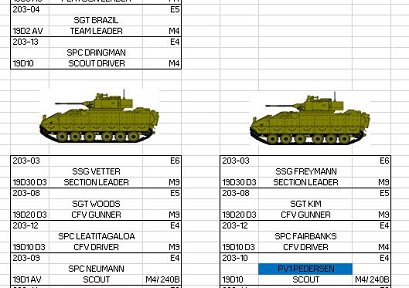 203-04 E5
SGT BRAZIL
19D2 AV TEAM LEADER M4
203-13 E4
SPC DRINGMAN
19D10 SCOUT DRIVER M4
203-03 E6
SSG VETTER
19D30 D3 SECTION LEADER M9
203-08 E5
SGT WOODS
19D20 D3 CFV GUNNER M9
203-12 E4
SPC LEATITAGALOA
19D10 D3 CFV DRIVER M9
203-09 E4
SPC NEUMANN
19D1AV SCOUT M4/240B
203-03 E6
SSG FREYMANN
19D30 D3 SECTION LEADER M9
203-08 E5
SGT KIM
19D20 D3 CFV GUNNER M9
203-12 E4
SPC FAIRBANKS
19D10 D3 CFV DRIVER M4
203-10 E4
PV1 PEDERSEN
19D10 SCOUT M4/240B